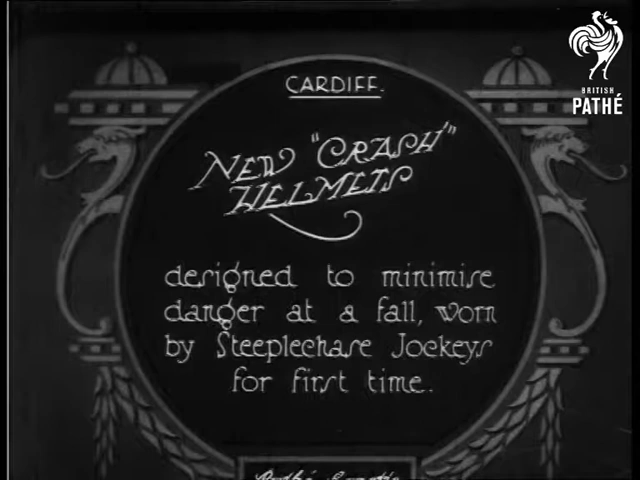 BRITISH
PATHÉ
CARDIFF.
NEW "CRASH"
HELMETS
designed to minimise
danger at a fall, worn
by Steeplechase Jockeys
for first time.